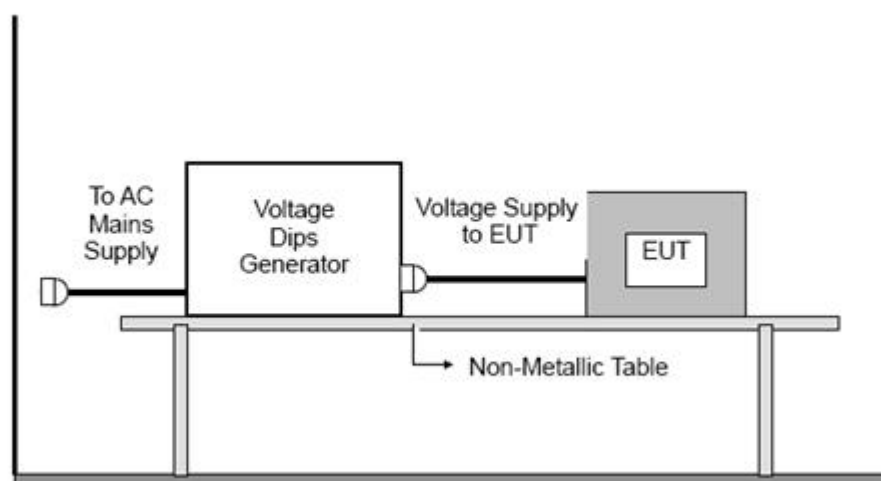 To AC
Mains
Supply
Voltage
Dips
Generator
Voltage Supply
to EUT
EUT
Non-Metallic Table